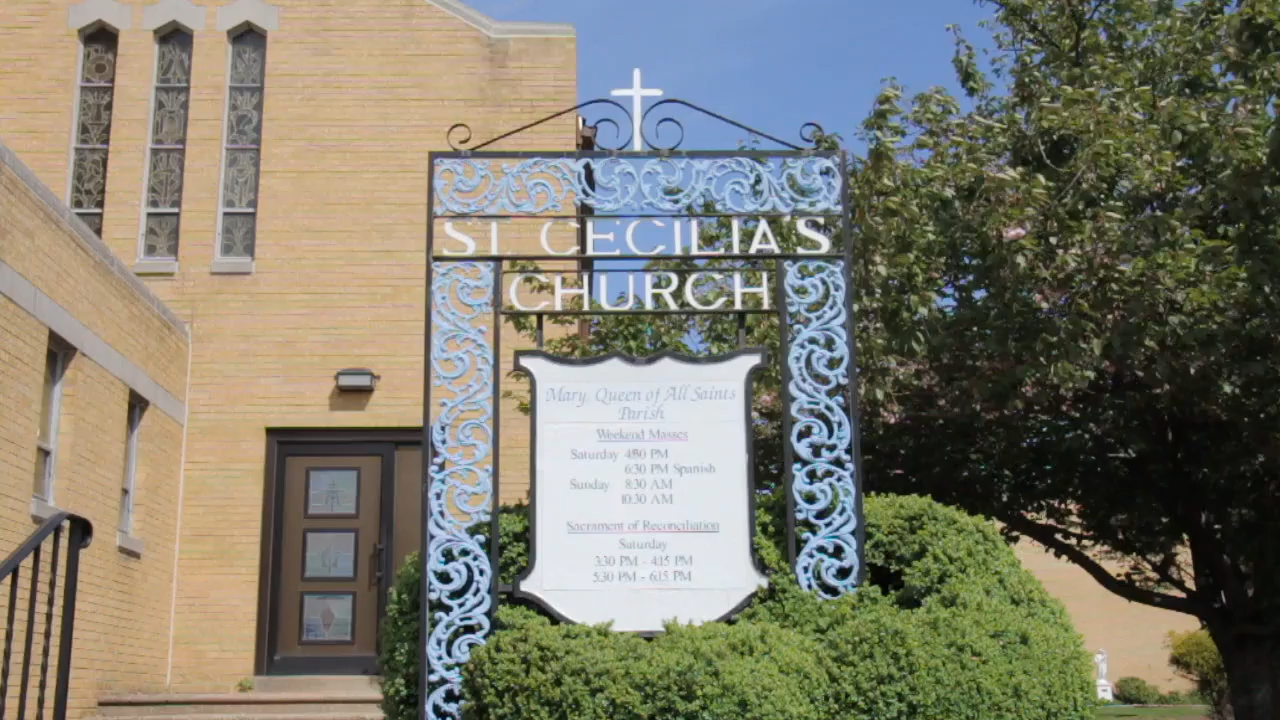 ST CECILIA'S
CHURCH
Mary, Queen of All Saints
Parish
Weekend Masses
Saturday 4:30 PM
6:30 PM Spanish
Sunday 8:30 AM
10:30 AM
Sacrament of Reconciliation
Saturday
3:30 PM - 4:15 PM
5:30 PM - 6:15 PM